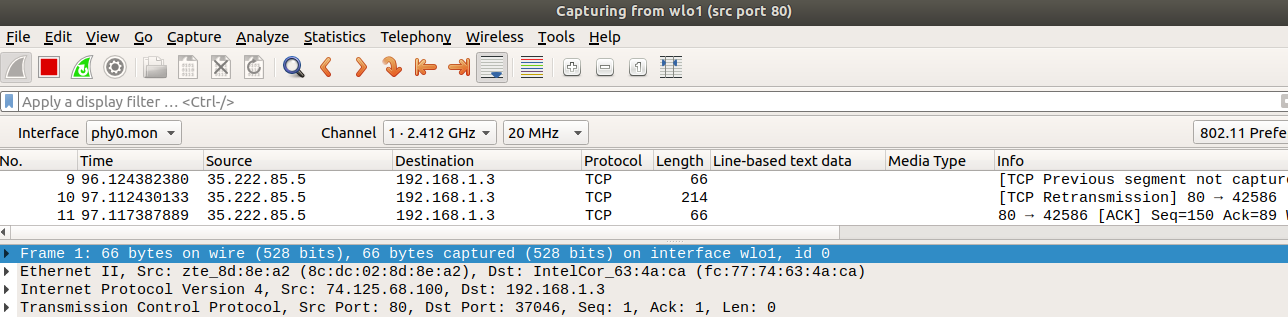 Capturing from wlo1 (src port 80)
File Edit View Go Capture Analyze Statistics Telephony Wireless Tools Help
Apply a display filter … <Ctrl-/>
Interface phy0.mon Channel 1 · 2.412 GHz 20 MHz 802.11 Prefe
No. Time Source Destination Protocol Length Line-based text data Media Type Info
9 96.124382380 35.222.85.5 192.168.1.3 TCP 66 [TCP Previous segment not capture
10 97.112430133 35.222.85.5 192.168.1.3 TCP 214 [TCP Retransmission] 80 → 42586
11 97.117387889 35.222.85.5 192.168.1.3 TCP 66 80 → 42586 [ACK] Seq=150 Ack=89 W
Frame 1: 66 bytes on wire (528 bits), 66 bytes captured (528 bits) on interface wlo1, id 0
Ethernet II, Src: zte_8d:8e:a2 (8c:dc:02:8d:8e:a2), Dst: IntelCor_63:4a:ca (fc:77:74:63:4a:ca)
Internet Protocol Version 4, Src: 74.125.68.100, Dst: 192.168.1.3
Transmission Control Protocol, Src Port: 80, Dst Port: 37046, Seq: 1, Ack: 1, Len: 0